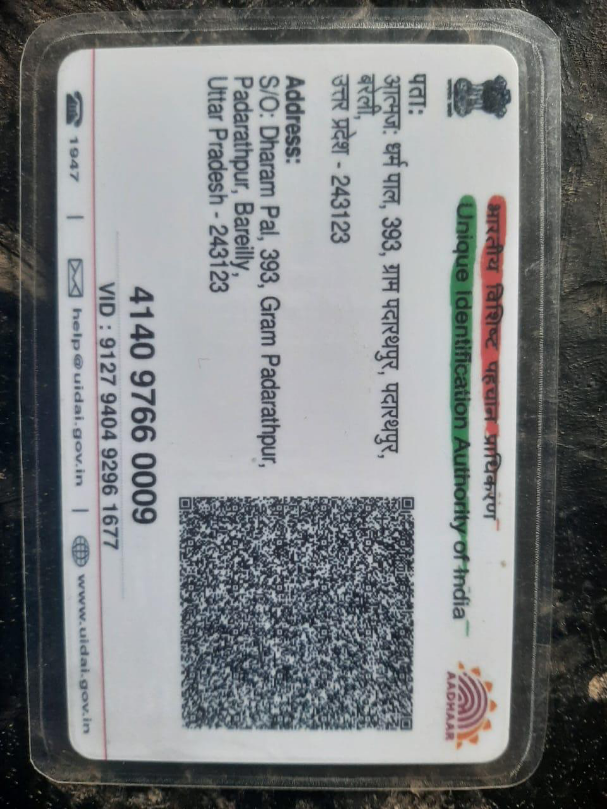 भारतीय विशिष्ट पहचान प्राधिकरण
Unique Identification Authority of India
AADHAAR
पता:
आत्मज: धर्म पाल, 393, ग्राम पदारथपुर, पदारथपुर,
बरेली,
उत्तर प्रदेश - 243123
Address:
S/O: Dharam Pal, 393, Gram Padarathpur,
Padarathpur, Bareilly,
Uttar Pradesh - 243123
4140 9766 0009
VID : 9127 9404 9296 1677
1947 | help@uidai.gov.in | www.uidai.gov.in